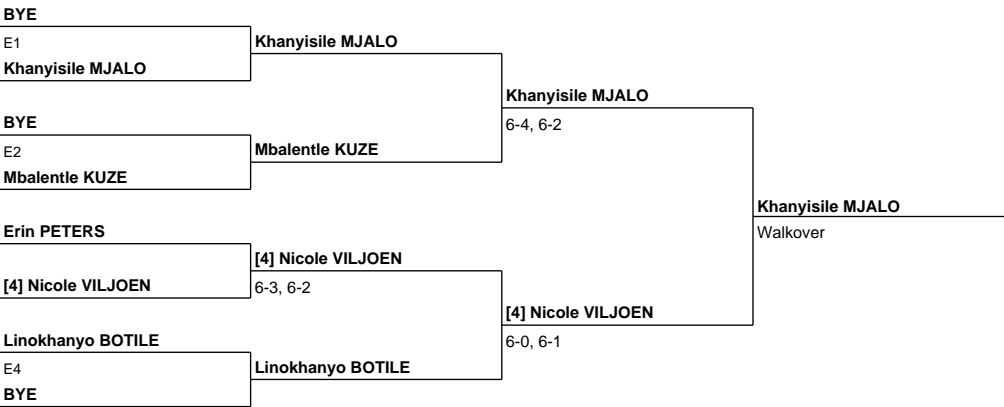 BYE
E1
Khanyisile MJALO
BYE
E2
Mbalentle KUZE
Erin PETERS
[4] Nicole VILJOEN
Linokhanyo BOTILE
E4
BYE
Khanyisile MJALO
Mbalentle KUZE
[4] Nicole VILJOEN
6-3, 6-2
Linokhanyo BOTILE
Khanyisile MJALO
6-4, 6-2
[4] Nicole VILJOEN
6-0, 6-1
Khanyisile MJALO
Walkover